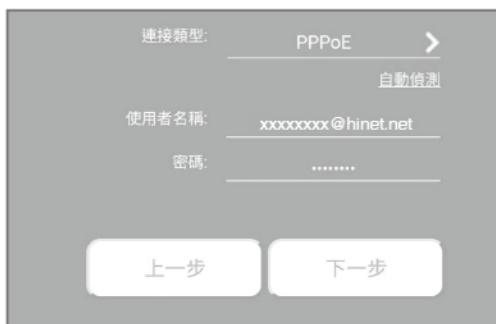 連接類型: PPPoE
自動偵測
使用者名稱: xxxxxxxx@hinet.net
密碼: ••••••••
上一步 下一步